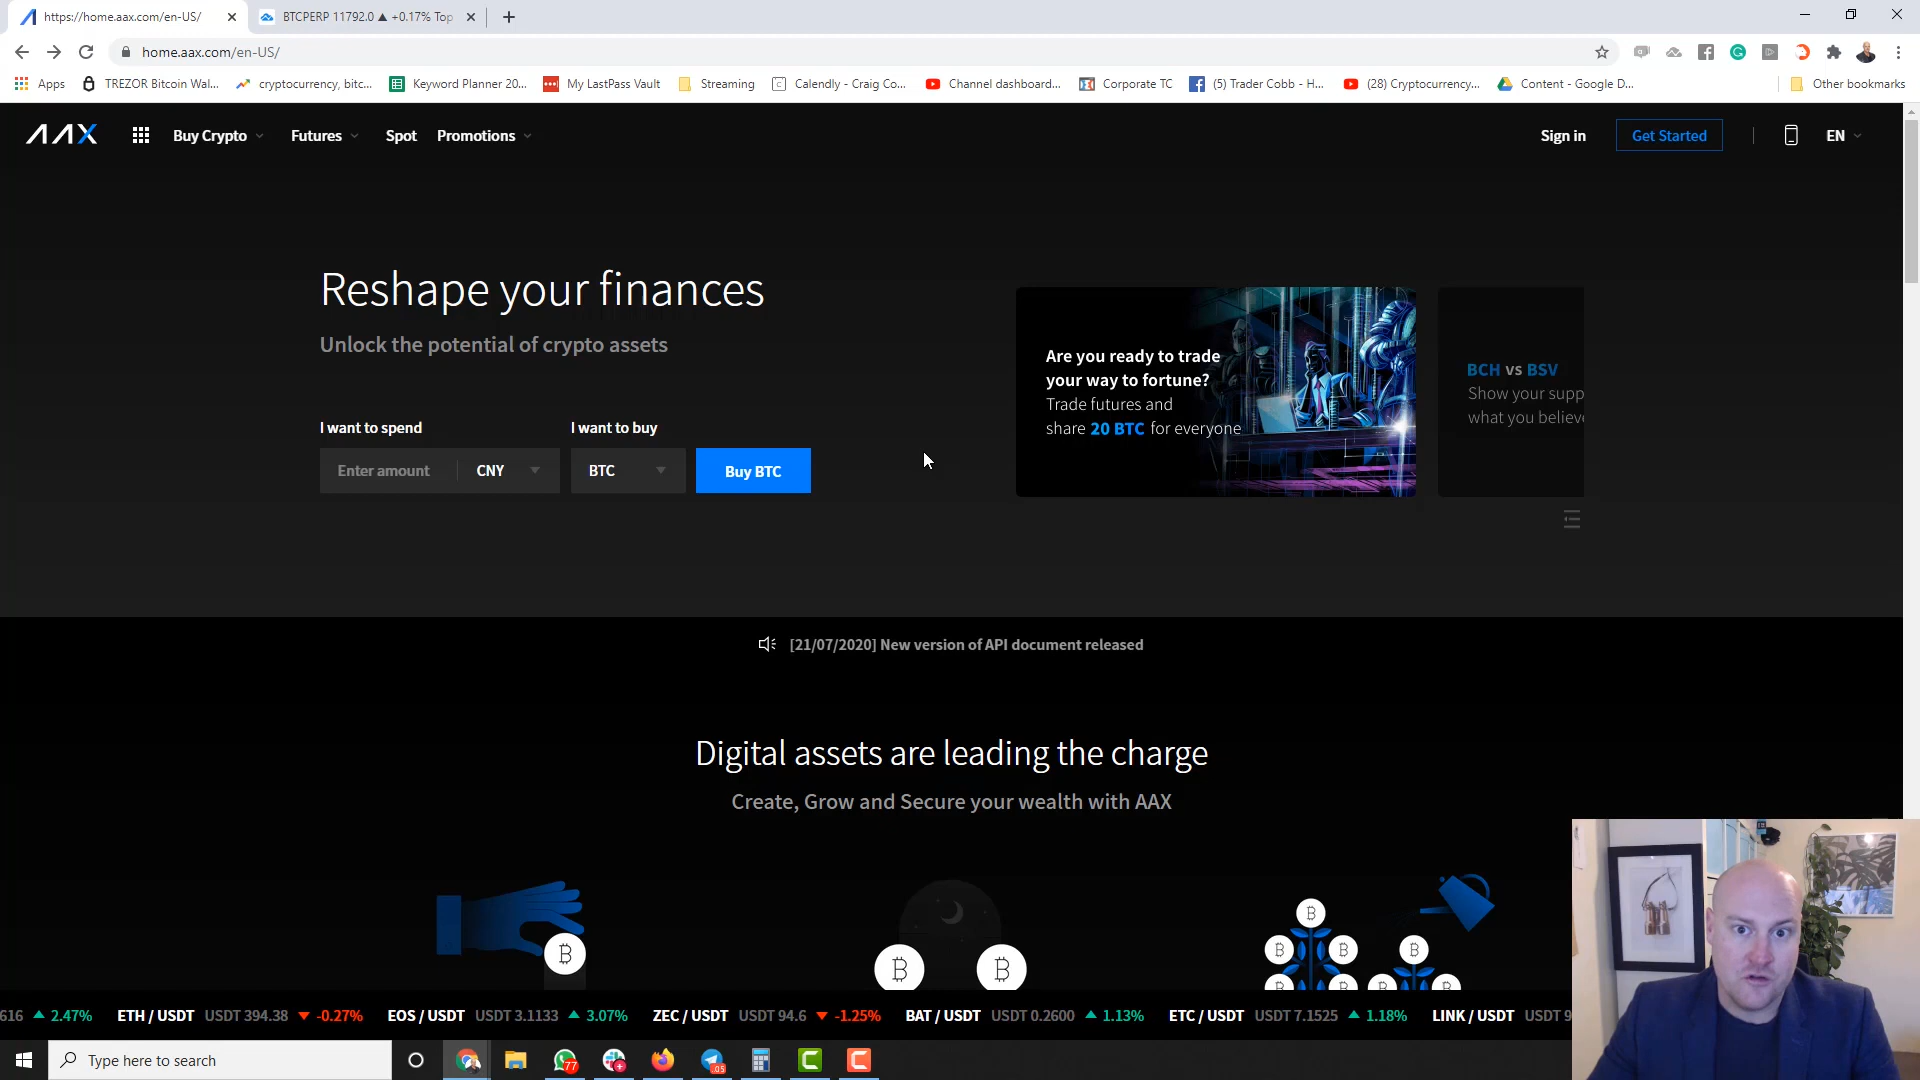 https://home.aax.com/en-US/
BTCPERP 11792.0 ▲ +0.17% Top
home.aax.com/en-US/
Apps
TREZOR Bitcoin Wal...
cryptocurrency, bitc...
Keyword Planner 20...
My LastPass Vault
Streaming
Calendly - Craig Co...
Channel dashboard...
Corporate TC
(5) Trader Cobb - H...
(28) Cryptocurrency...
Content - Google D...
Other bookmarks
AAX
Buy Crypto
Futures
Spot
Promotions
Sign in
Get Started
EN
Reshape your finances
Unlock the potential of crypto assets
I want to spend
I want to buy
Enter amount
CNY
BTC
Buy BTC
Are you ready to trade
your way to fortune?
Trade futures and
share 20 BTC for everyone
BCH vs BSV
Show your supp
what you believe
[21/07/2020] New version of API document released
Digital assets are leading the charge
Create, Grow and Secure your wealth with AAX
616 ▲ 2.47%
ETH / USDT USDT 394.38 ▼ -0.27%
EOS / USDT USDT 3.1133 ▲ 3.07%
ZEC / USDT USDT 94.6 ▼ -1.25%
BAT / USDT USDT 0.2600 ▲ 1.13%
ETC / USDT USDT 7.1525 ▲ 1.18%
LINK / USDT USDT 9
Type here to search
77